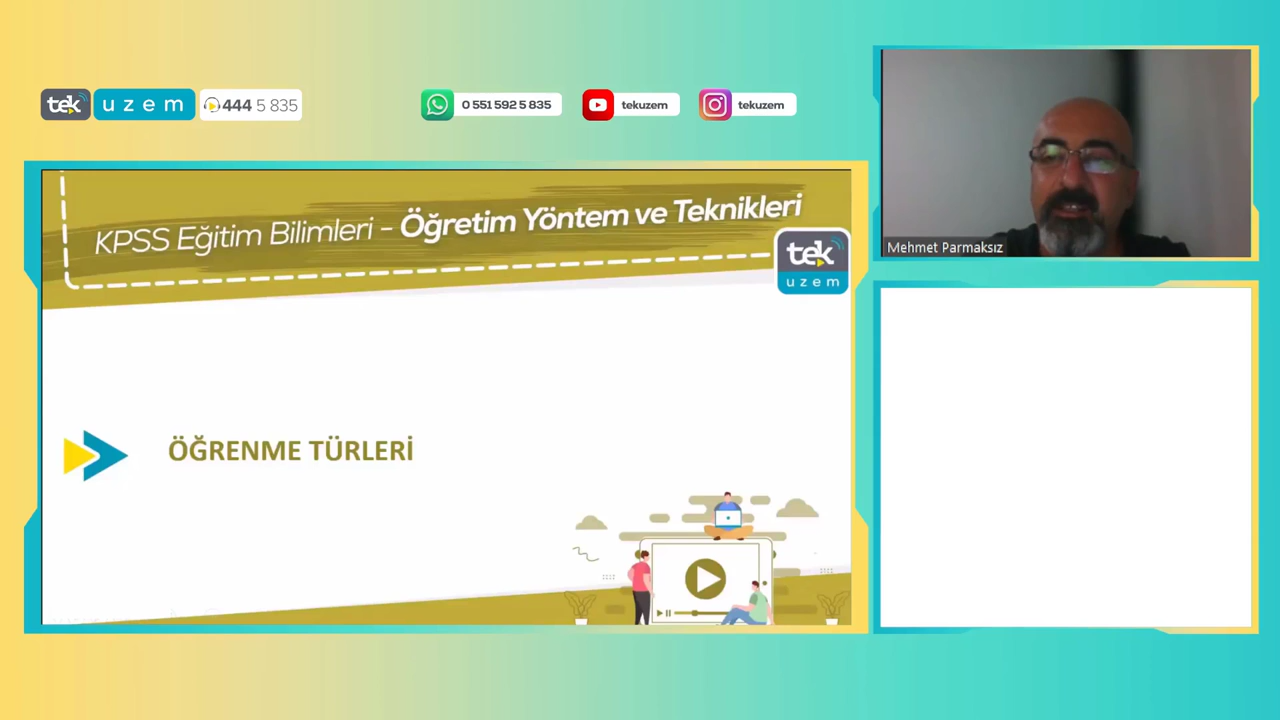 tek uzem 444 5 835
0 551 592 5 835
tekuzem
tekuzem
KPSS Eğitim Bilimleri - Öğretim Yöntem ve Teknikleri
tek
uzem
ÖĞRENME TÜRLERİ
Mehmet Parmaksız